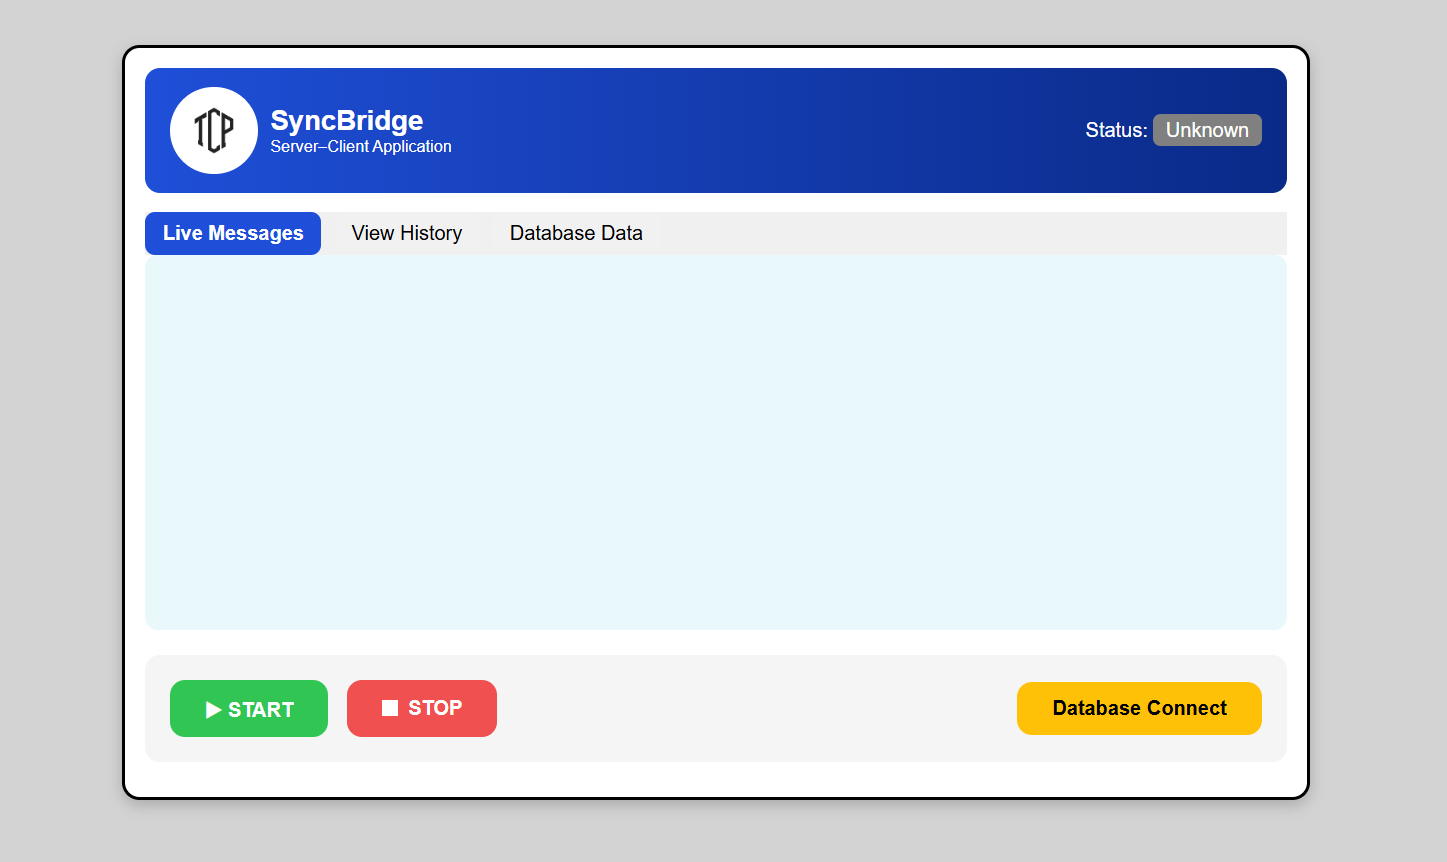 TCP
SyncBridge
Server–Client Application
Status: Unknown
Live Messages View History Database Data
▶ START
■ STOP
Database Connect